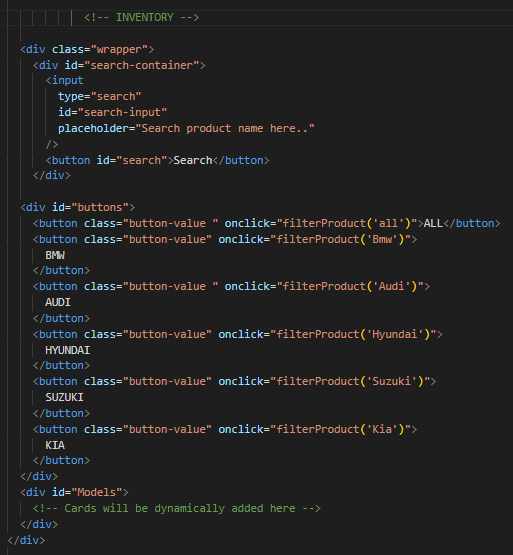 <!-- INVENTORY -->
<div class="wrapper">
<div id="search-container">
<input
type="search"
id="search-input"
placeholder="Search product name here.."
/>
<button id="search">Search</button>
</div>
<div id="buttons">
<button class="button-value " onclick="filterProduct('all')">ALL</button>
<button class="button-value" onclick="filterProduct('Bmw')">
BMW
</button>
<button class="button-value " onclick="filterProduct('Audi')">
AUDI
</button>
<button class="button-value" onclick="filterProduct('Hyundai')">
HYUNDAI
</button>
<button class="button-value" onclick="filterProduct('Suzuki')">
SUZUKI
</button>
<button class="button-value" onclick="filterProduct('Kia')">
KIA
</button>
</div>
<div id="Models">
<!-- Cards will be dynamically added here -->
</div>
</div>